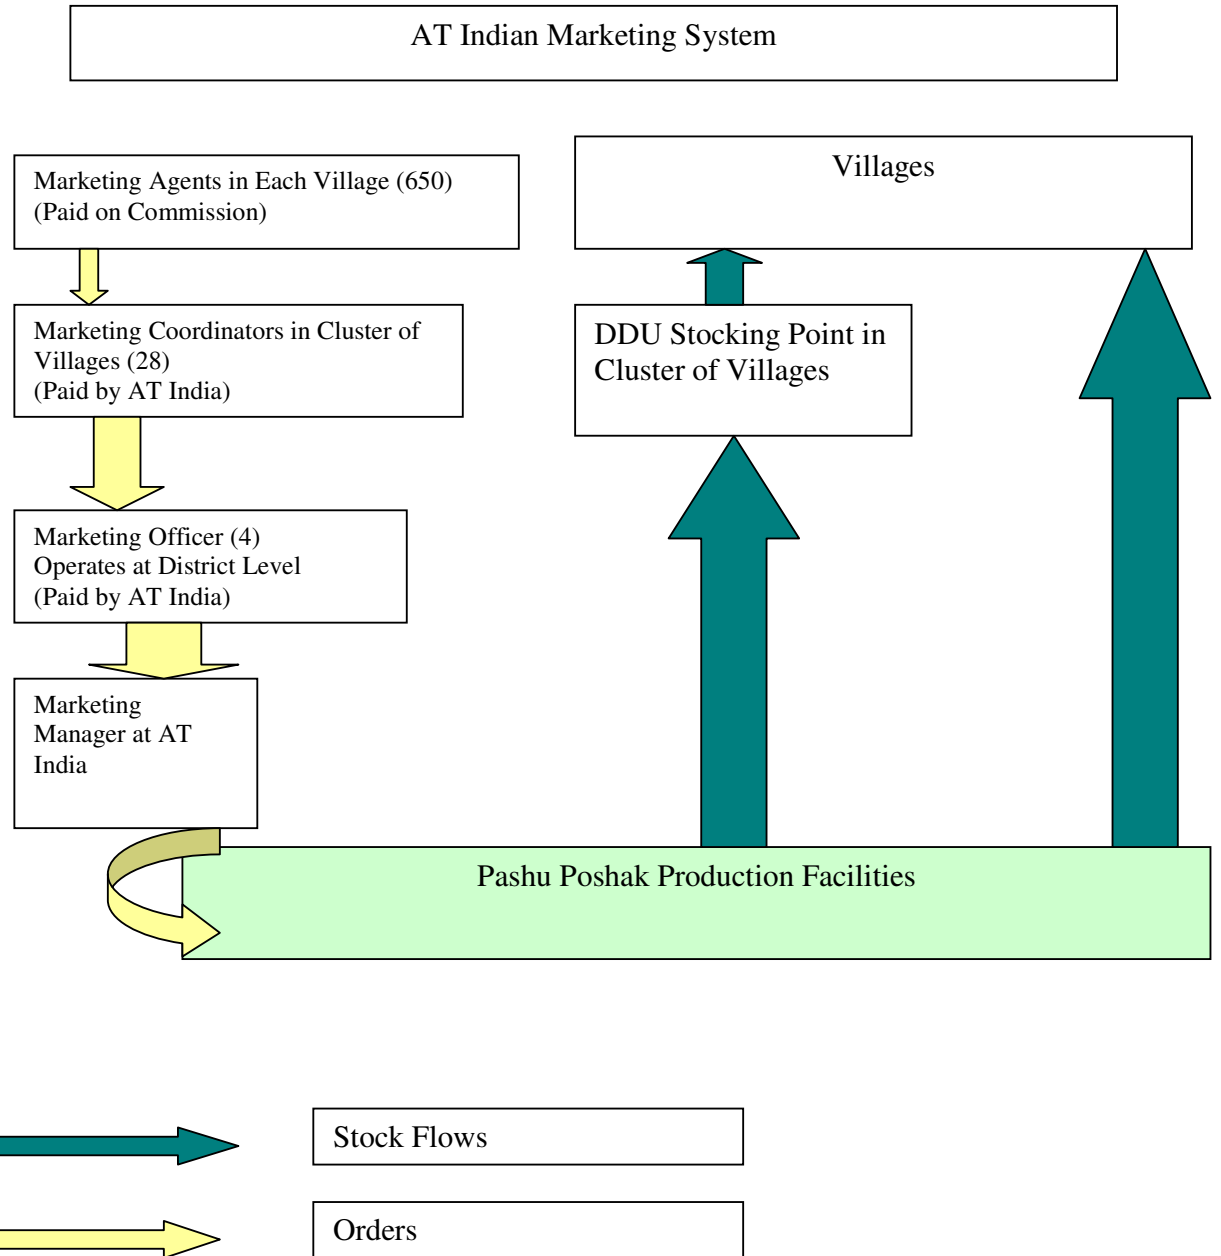 AT Indian Marketing System
Marketing Agents in Each Village (650)
(Paid on Commission)
Villages
Marketing Coordinators in Cluster of
Villages (28)
(Paid by AT India)
DDU Stocking Point in
Cluster of Villages
Marketing Officer (4)
Operates at District Level
(Paid by AT India)
Marketing
Manager at AT
India
Pashu Poshak Production Facilities
Stock Flows
Orders